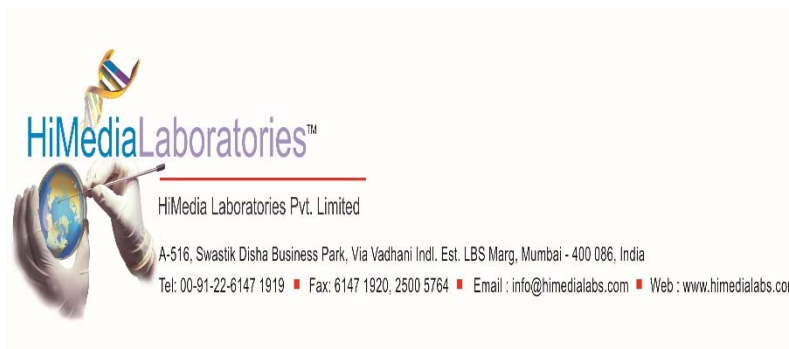 HiMediaLaboratories™
HiMedia Laboratories Pvt. Limited
A-516, Swastik Disha Business Park, Via Vadhani Indl. Est. LBS Marg, Mumbai - 400 086, India
Tel: 00-91-22-6147 1919 ▪ Fax: 6147 1920, 2500 5764 ▪ Email : info@himedialabs.com ▪ Web : www.himedialabs.co